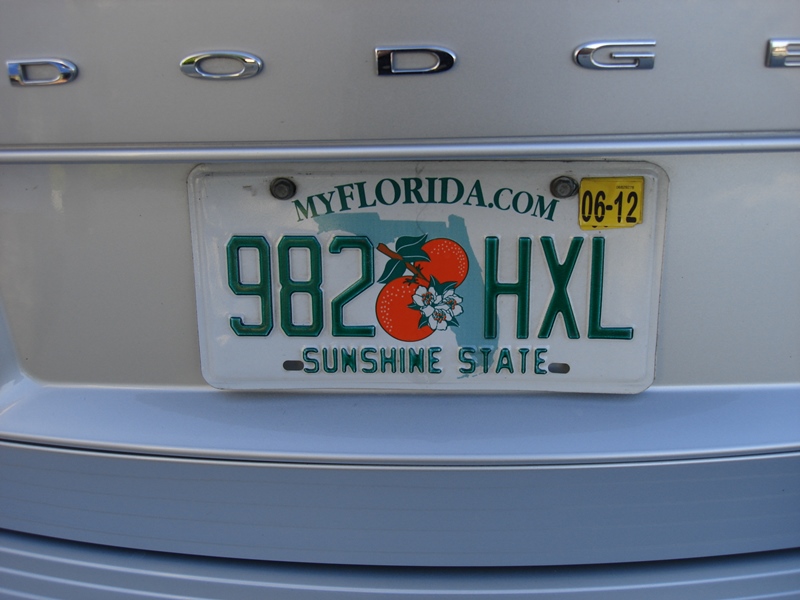 DODGE
MYFLORIDA.COM
06-12
982 HXL
SUNSHINE STATE